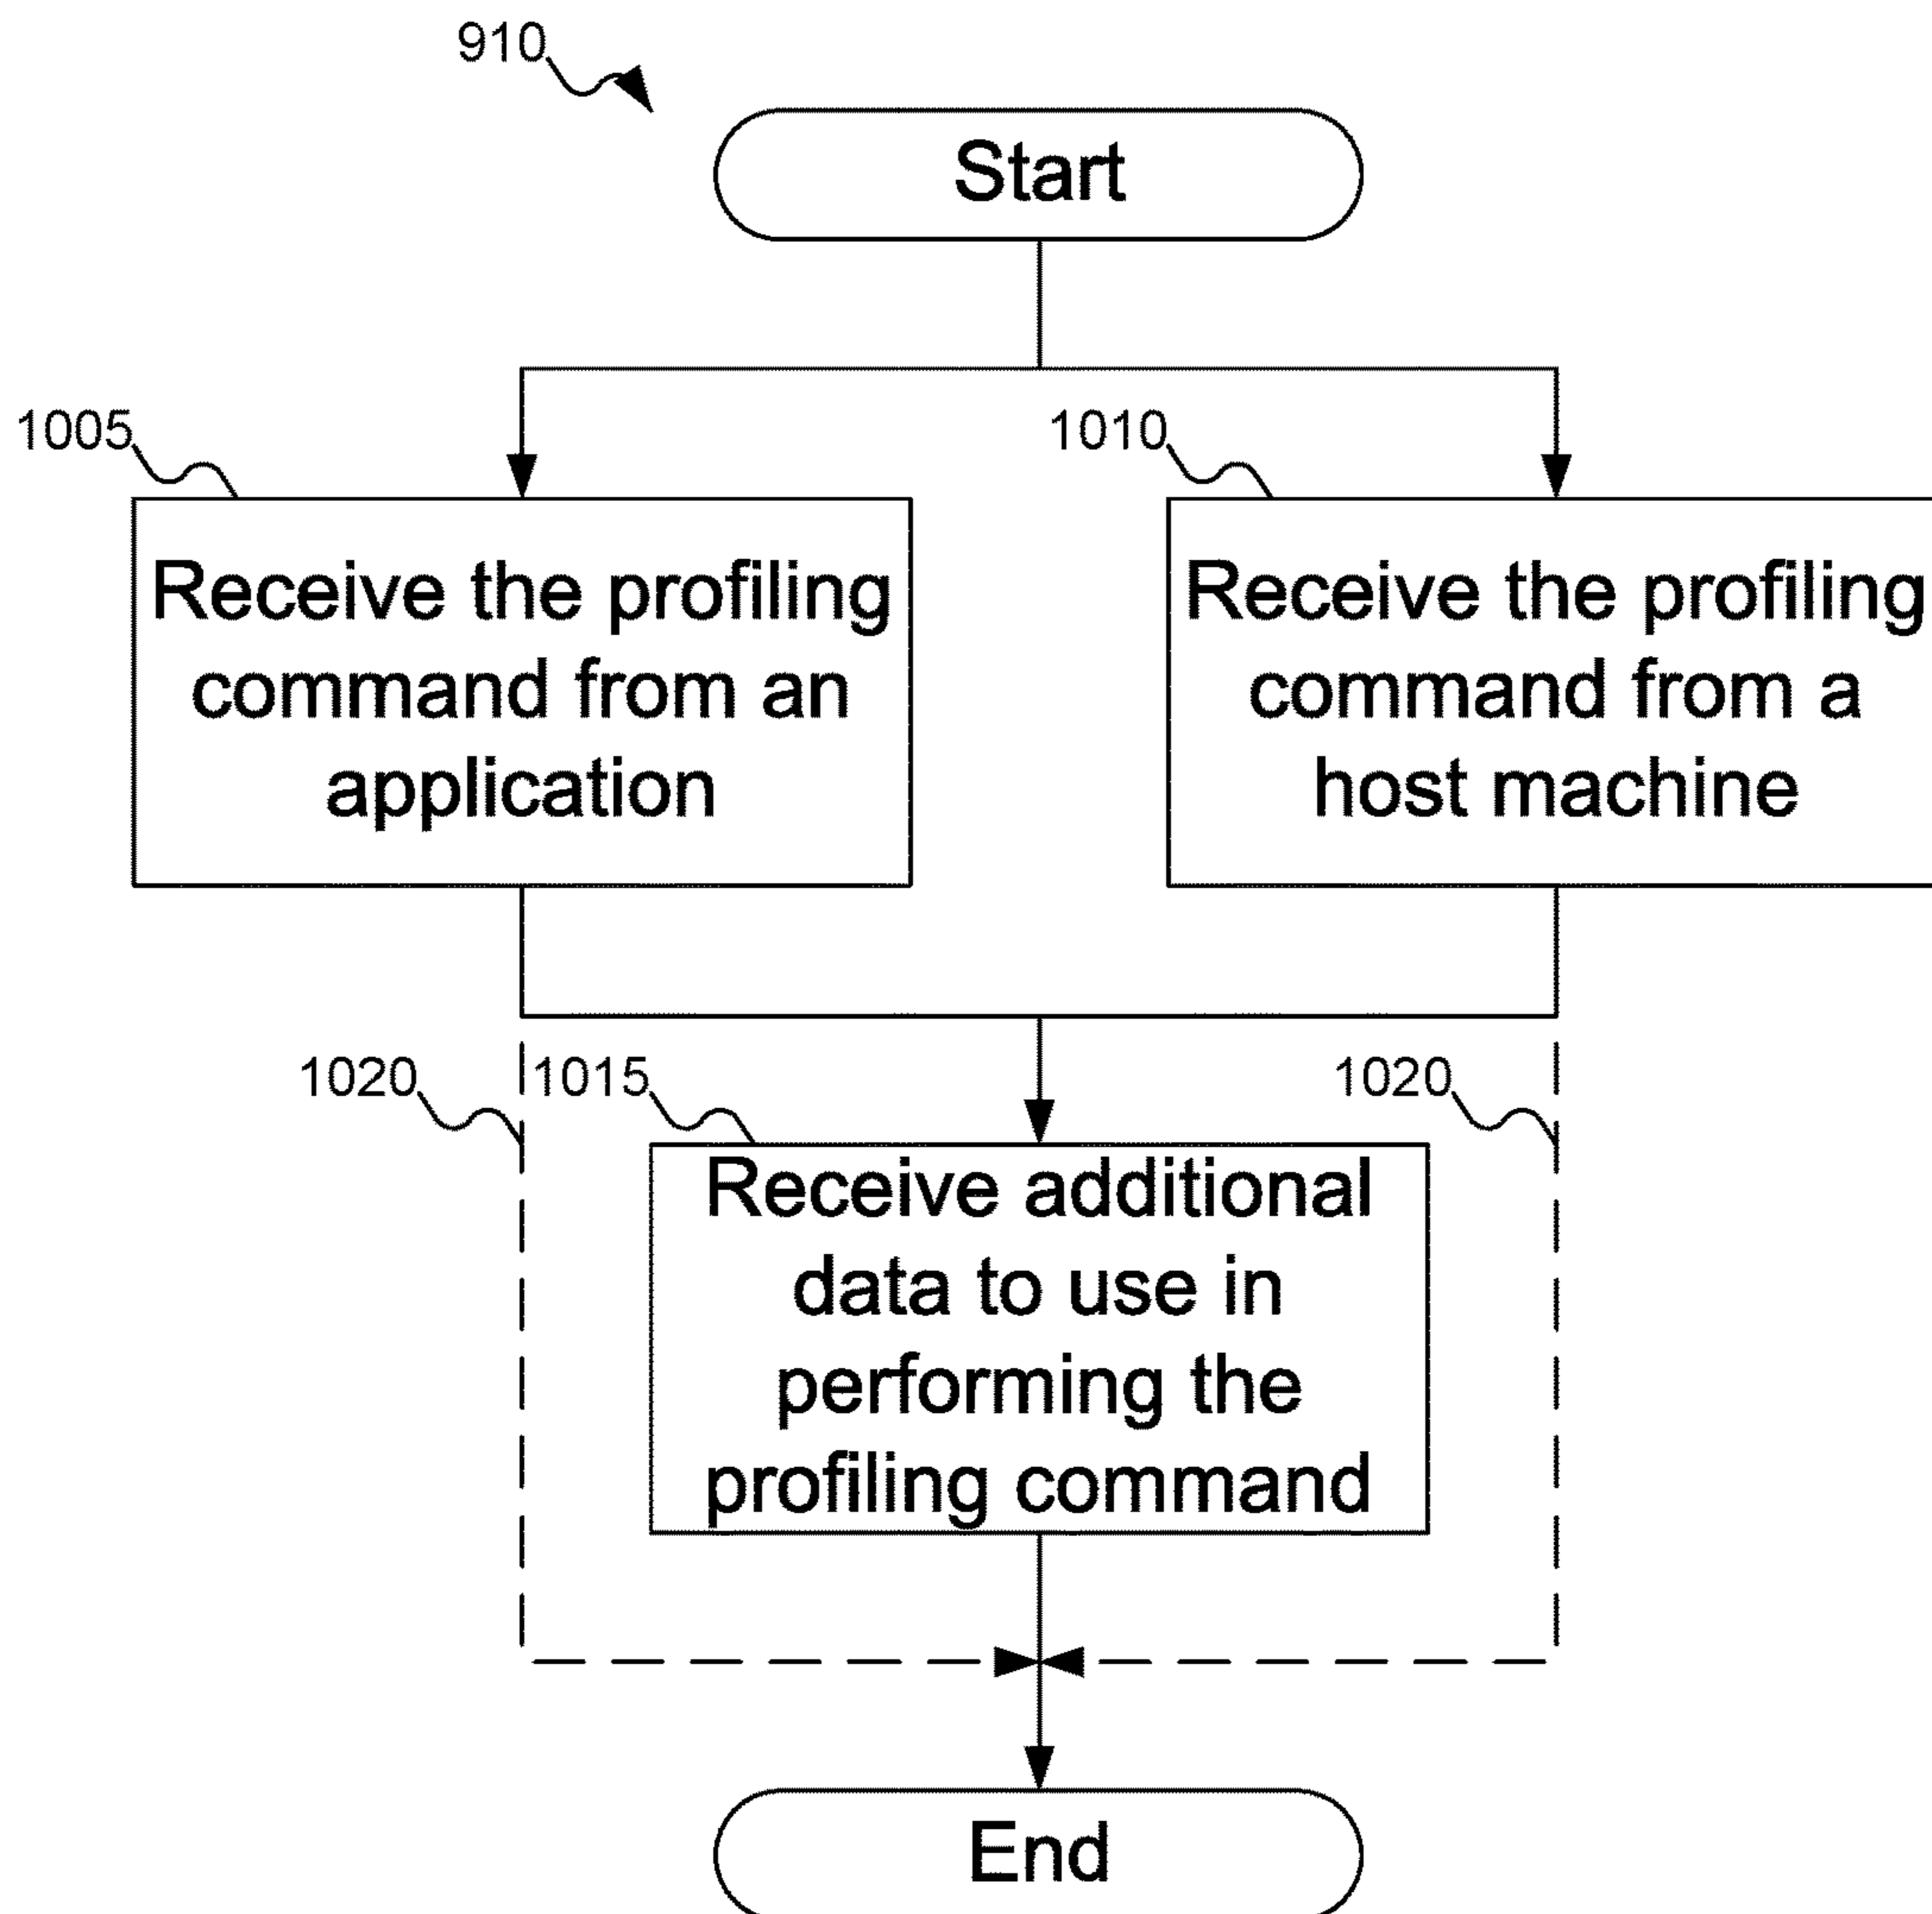 910
Start
1005
1010
Receive the profiling
command from an
application
Receive the profiling
command from a
host machine
1020
1015
1020
Receive additional
data to use in
performing the
profiling command
End